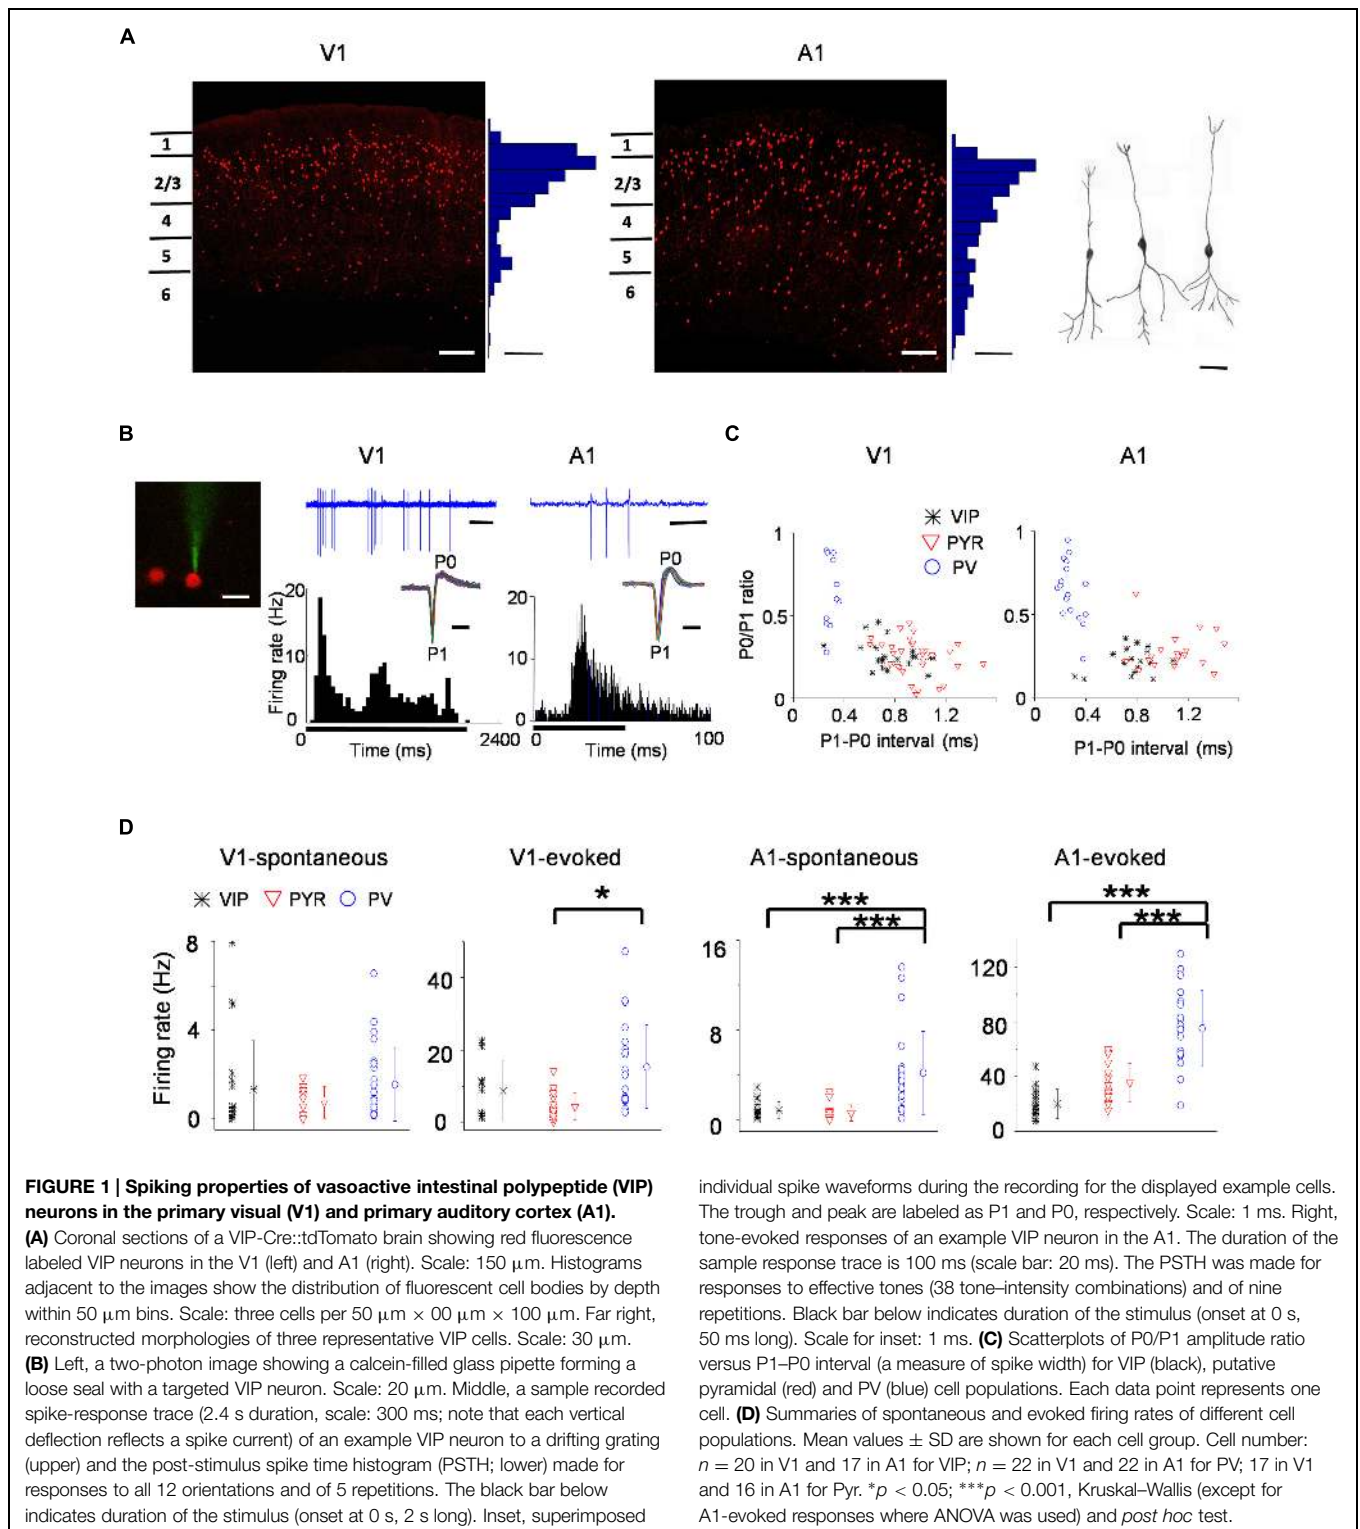 A
V1
A1
1
2/3
4
5
6
1
2/3
4
5
6
B
V1
A1
P0
P1
Firing rate (Hz)
20
10
0
0
Time (ms)
2400
P0
P1
20
10
0
0
Time (ms)
100
C
V1
A1
VIP
PYR
PV
P0/P1 ratio
1
0.5
0
0
0.4
0.8
1.2
P1-P0 interval (ms)
1
0.5
0
0
0.4
0.8
1.2
P1-P0 interval (ms)
D
V1-spontaneous
V1-evoked
A1-spontaneous
A1-evoked
VIP PYR PV
*
***
***
***
***
Firing rate (Hz)
8
4
0
40
20
0
16
8
0
120
80
40
0
FIGURE 1 | Spiking properties of vasoactive intestinal polypeptide (VIP)
neurons in the primary visual (V1) and primary auditory cortex (A1).
(A) Coronal sections of a VIP-Cre::tdTomato brain showing red fluorescence
labeled VIP neurons in the V1 (left) and A1 (right). Scale: 150 μm. Histograms
adjacent to the images show the distribution of fluorescent cell bodies by depth
within 50 μm bins. Scale: three cells per 50 μm × 00 μm × 100 μm. Far right,
reconstructed morphologies of three representative VIP cells. Scale: 30 μm.
(B) Left, a two-photon image showing a calcein-filled glass pipette forming a
loose seal with a targeted VIP neuron. Scale: 20 μm. Middle, a sample recorded
spike-response trace (2.4 s duration, scale: 300 ms; note that each vertical
deflection reflects a spike current) of an example VIP neuron to a drifting grating
(upper) and the post-stimulus spike time histogram (PSTH; lower) made for
responses to all 12 orientations and of 5 repetitions. The black bar below
indicates duration of the stimulus (onset at 0 s, 2 s long). Inset, superimposed
individual spike waveforms during the recording for the displayed example cells.
The trough and peak are labeled as P1 and P0, respectively. Scale: 1 ms. Right,
tone-evoked responses of an example VIP neuron in the A1. The duration of the
sample response trace is 100 ms (scale bar: 20 ms). The PSTH was made for
responses to effective tones (38 tone–intensity combinations) and of nine
repetitions. Black bar below indicates duration of the stimulus (onset at 0 s,
50 ms long). Scale for inset: 1 ms. (C) Scatterplots of P0/P1 amplitude ratio
versus P1–P0 interval (a measure of spike width) for VIP (black), putative
pyramidal (red) and PV (blue) cell populations. Each data point represents one
cell. (D) Summaries of spontaneous and evoked firing rates of different cell
populations. Mean values ± SD are shown for each cell group. Cell number:
n = 20 in V1 and 17 in A1 for VIP; n = 22 in V1 and 22 in A1 for PV; 17 in V1
and 16 in A1 for Pyr. *p < 0.05; ***p < 0.001, Kruskal–Wallis (except for
A1-evoked responses where ANOVA was used) and post hoc test.